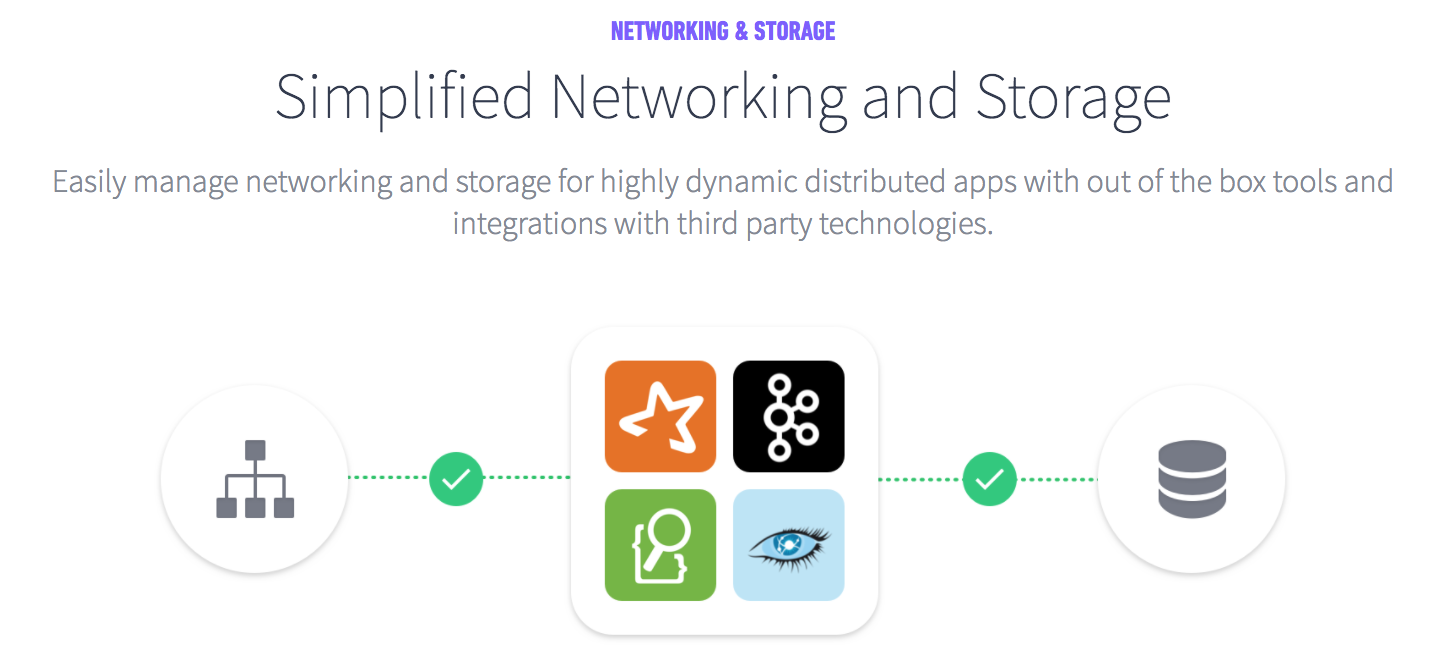 NETWORKING & STORAGE
Simplified Networking and Storage
Easily manage networking and storage for highly dynamic distributed apps with out of the box tools and
integrations with third party technologies.